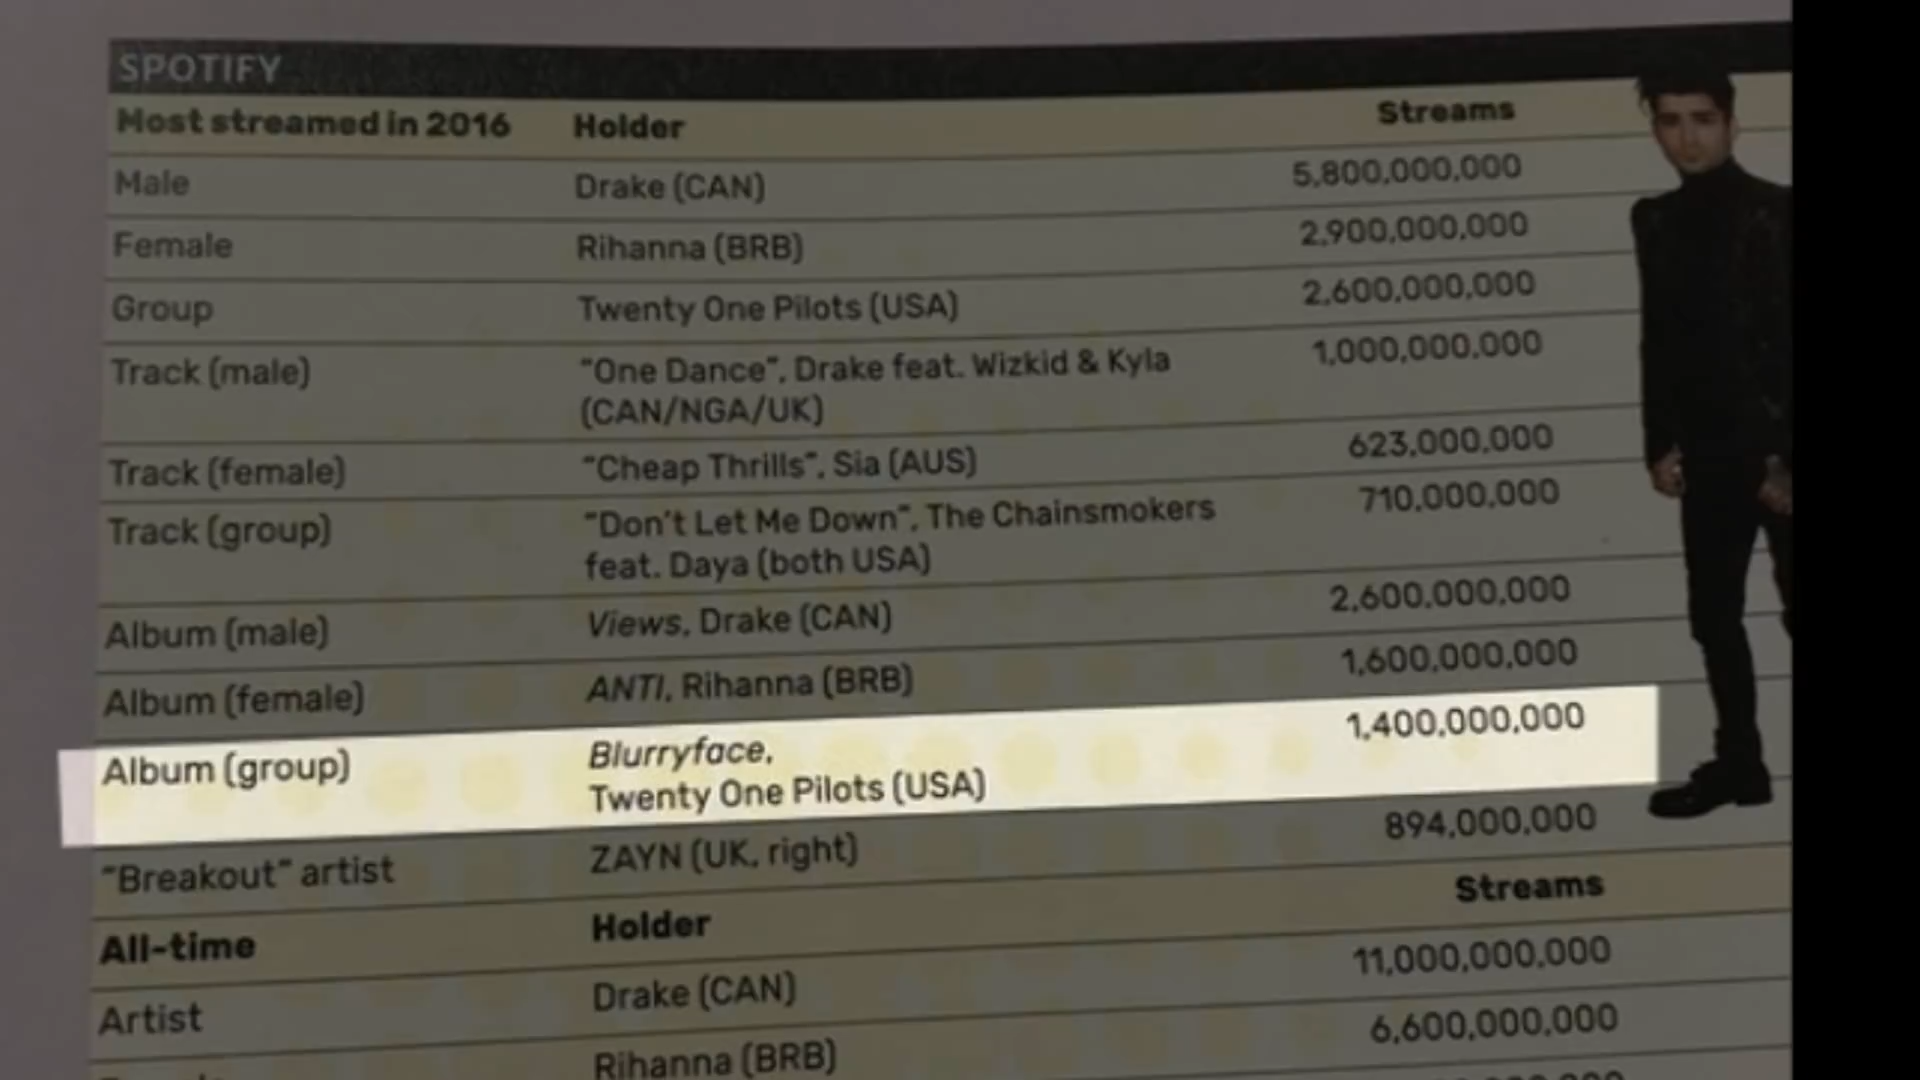 SPOTIFY
Most streamed in 2016 Holder Streams
Male Drake (CAN) 5,800,000,000
Female Rihanna (BRB) 2,900,000,000
Group Twenty One Pilots (USA) 2,600,000,000
Track (male) "One Dance", Drake feat. Wizkid & Kyla 1,000,000,000
(CAN/NGA/UK)
Track (female) "Cheap Thrills", Sia (AUS) 623,000,000
Track (group) "Don't Let Me Down", The Chainsmokers 710,000,000
feat. Daya (both USA)
Album (male) Views, Drake (CAN) 2,600,000,000
Album (female) ANTI, Rihanna (BRB) 1,600,000,000
Album (group) Blurryface, 1,400,000,000
Twenty One Pilots (USA)
"Breakout" artist ZAYN (UK, right) 894,000,000
All-time Holder Streams
Artist Drake (CAN) 11,000,000,000
Rihanna (BRB) 6,600,000,000